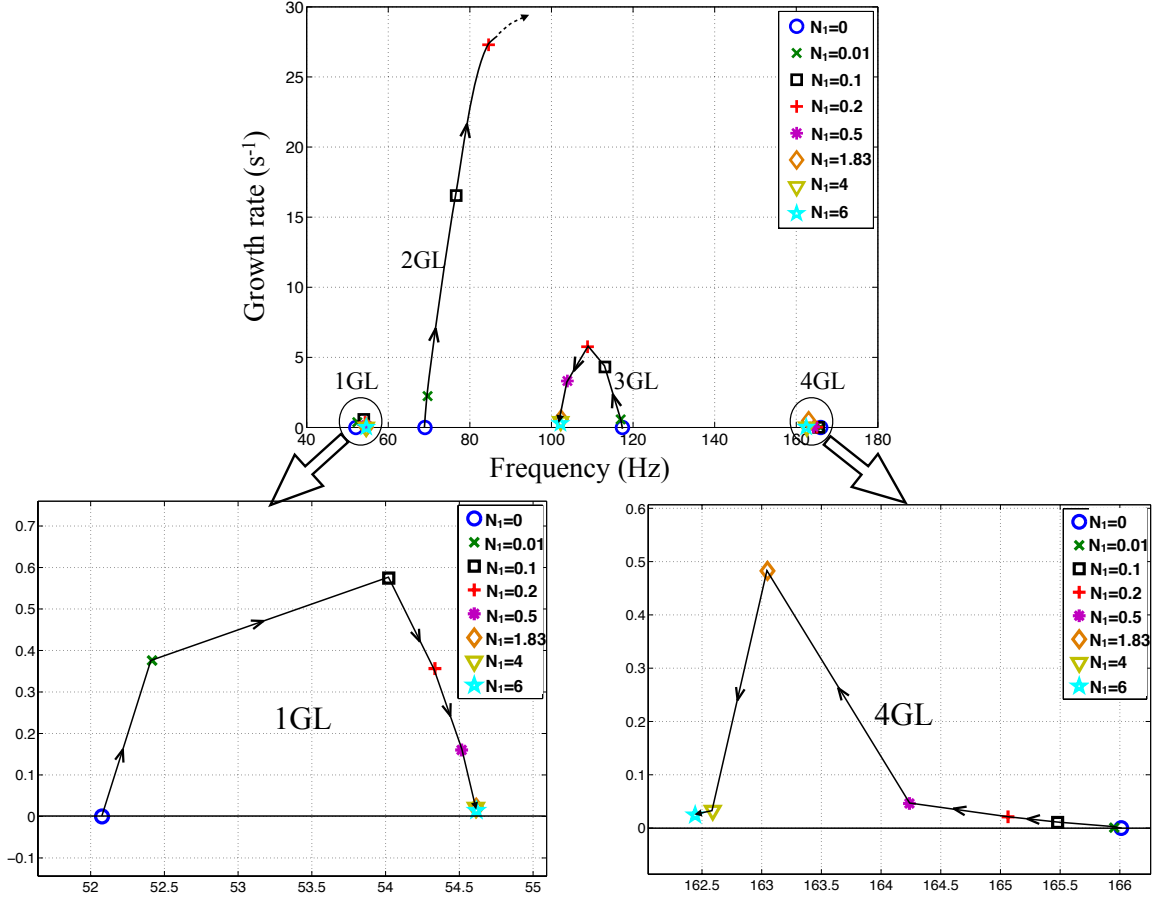 30
25
20
15
10
5
0
Growth rate (s-1)
2GL
1GL
3GL
4GL
N1=0
N1=0.01
N1=0.1
N1=0.2
N1=0.5
N1=1.83
N1=4
N1=6
40 60 80 100 120 140 160 180
Frequency (Hz)
0.7
0.6
0.5
0.4
0.3
0.2
0.1
0
−0.1
1GL
N1=0
N1=0.01
N1=0.1
N1=0.2
N1=0.5
N1=1.83
N1=4
N1=6
52 52.5 53 53.5 54 54.5 55
0.6
0.5
0.4
0.3
0.2
0.1
0
4GL
N1=0
N1=0.01
N1=0.1
N1=0.2
N1=0.5
N1=1.83
N1=4
N1=6
162.5 163 163.5 164 164.5 165 165.5 166